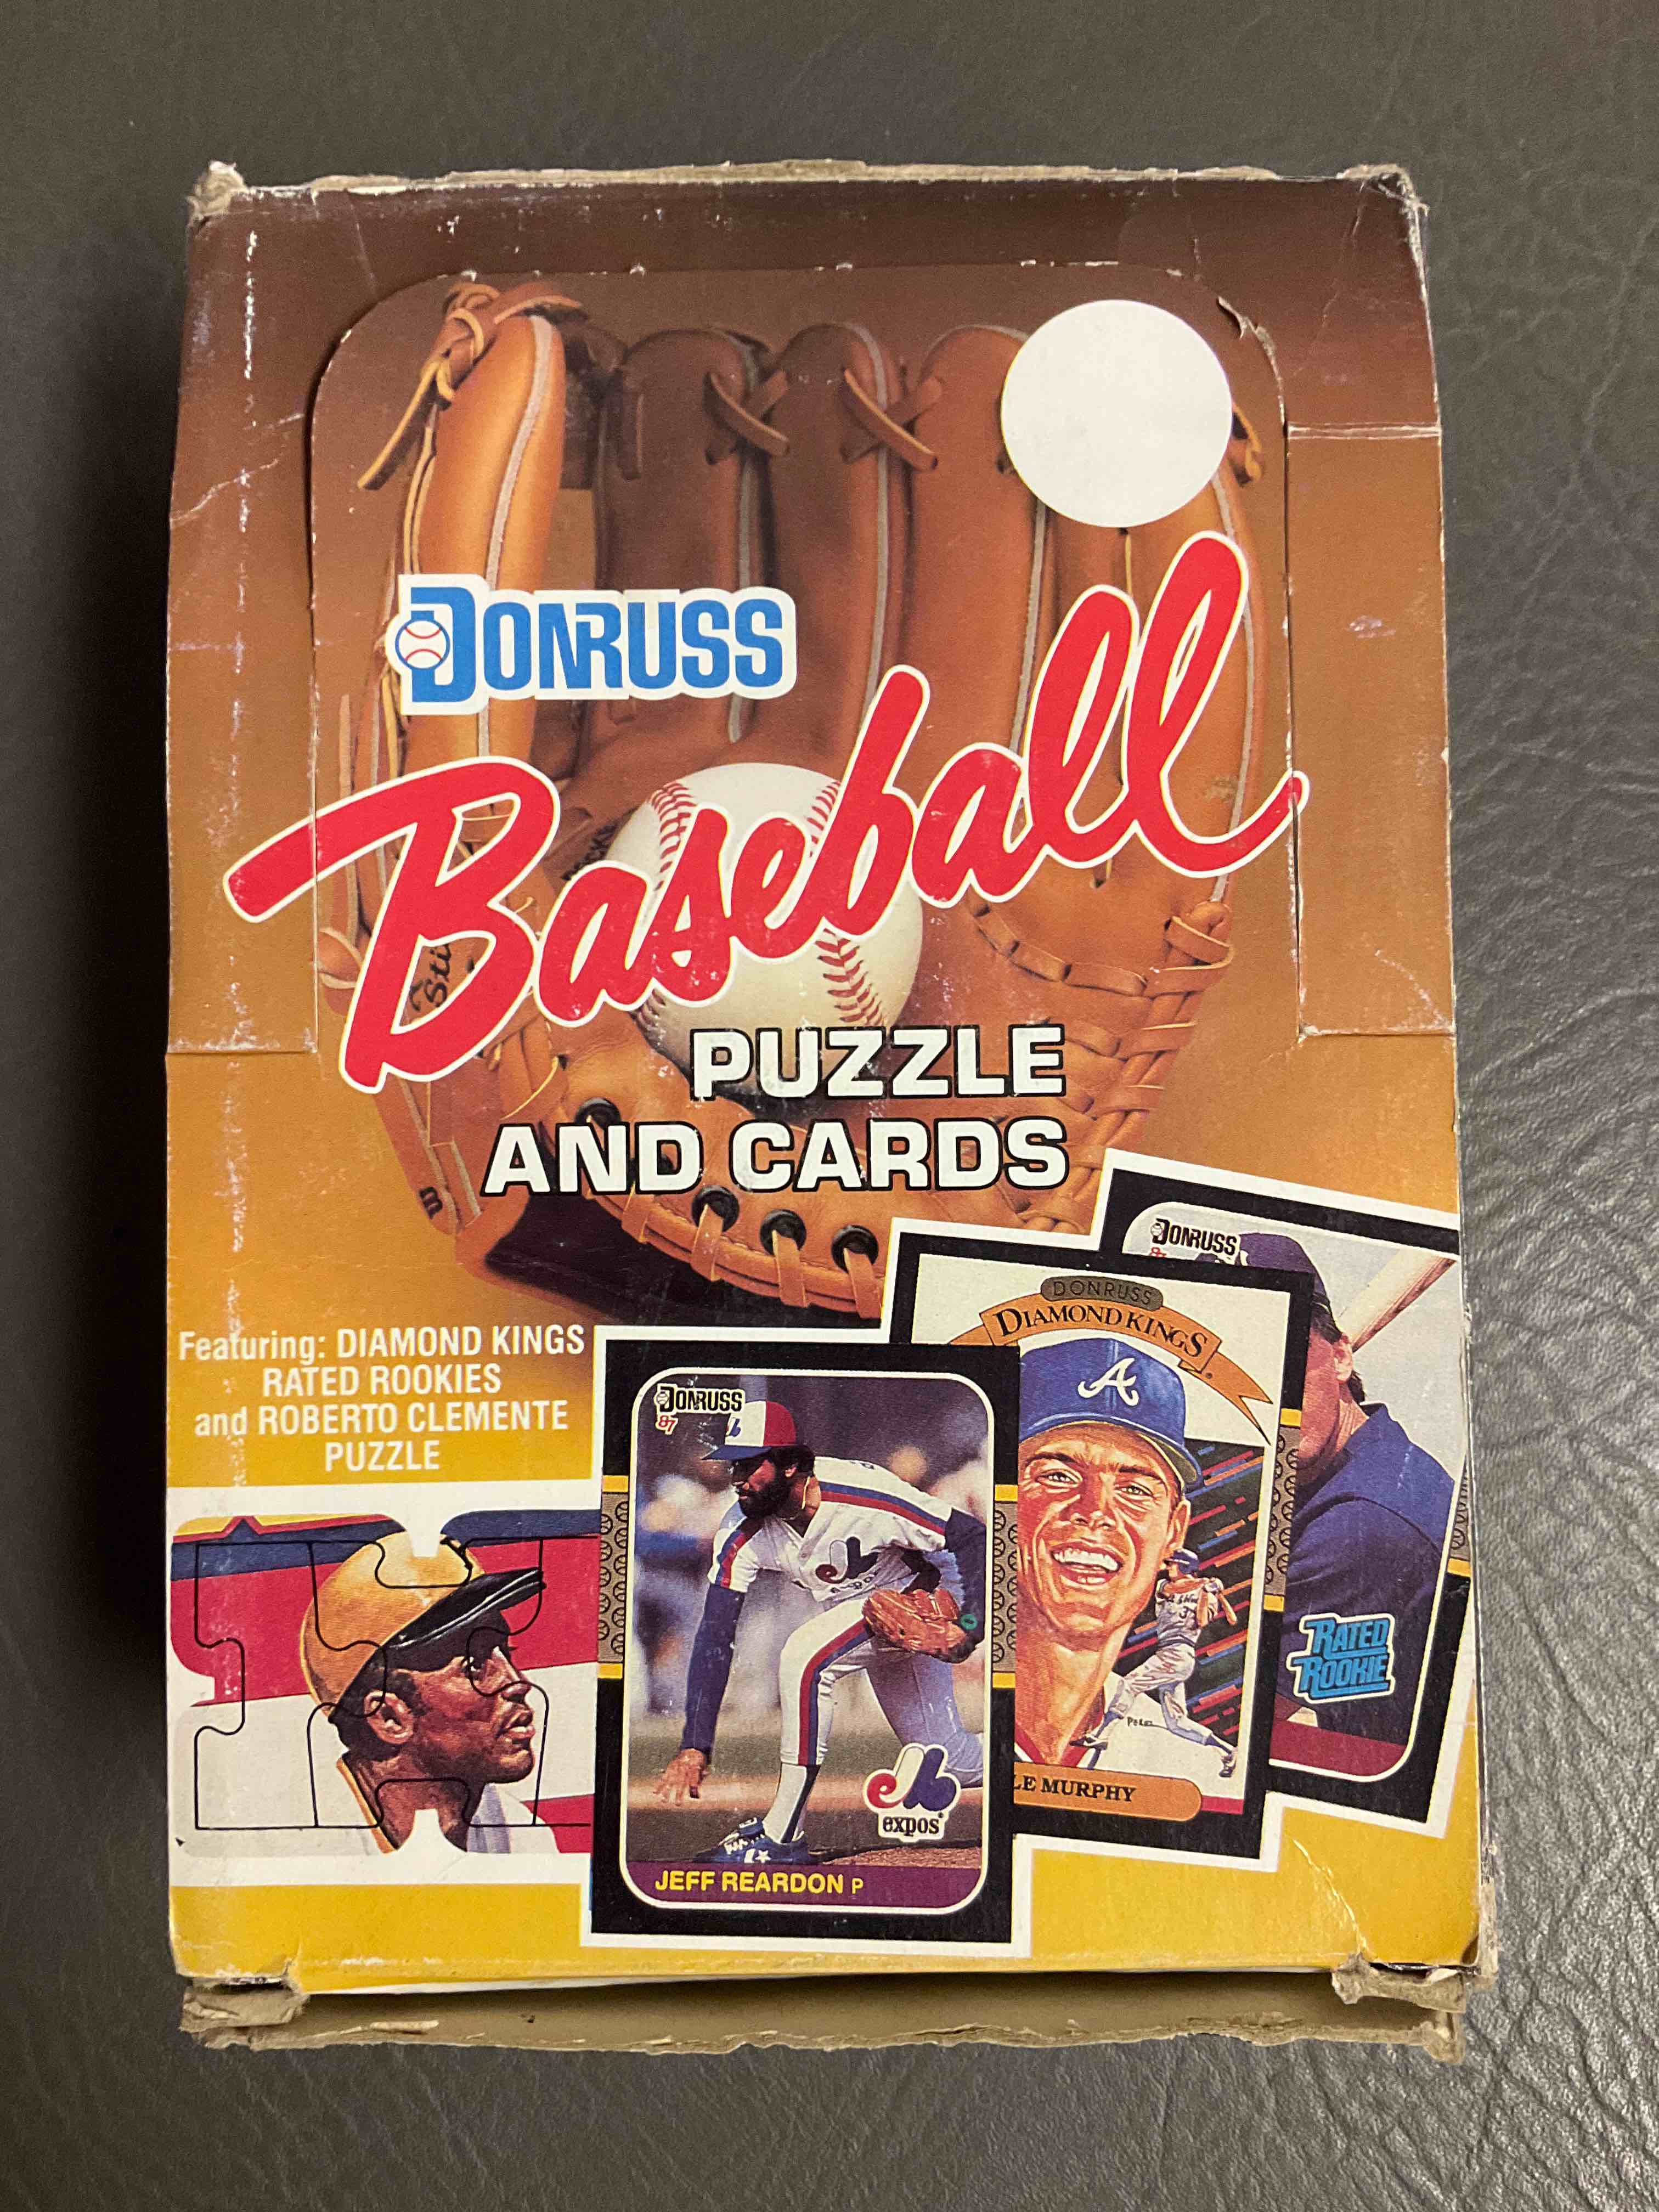 DONRUSS
Baseball
PUZZLE
AND CARDS
Featuring: DIAMOND KINGS
RATED ROOKIES
and ROBERTO CLEMENTE
PUZZLE
DONRUSS
87
expos
JEFF REARDON P
DONRUSS
DIAMOND KINGS
LE MURPHY
DONRUSS
87
RATED
ROOKIE